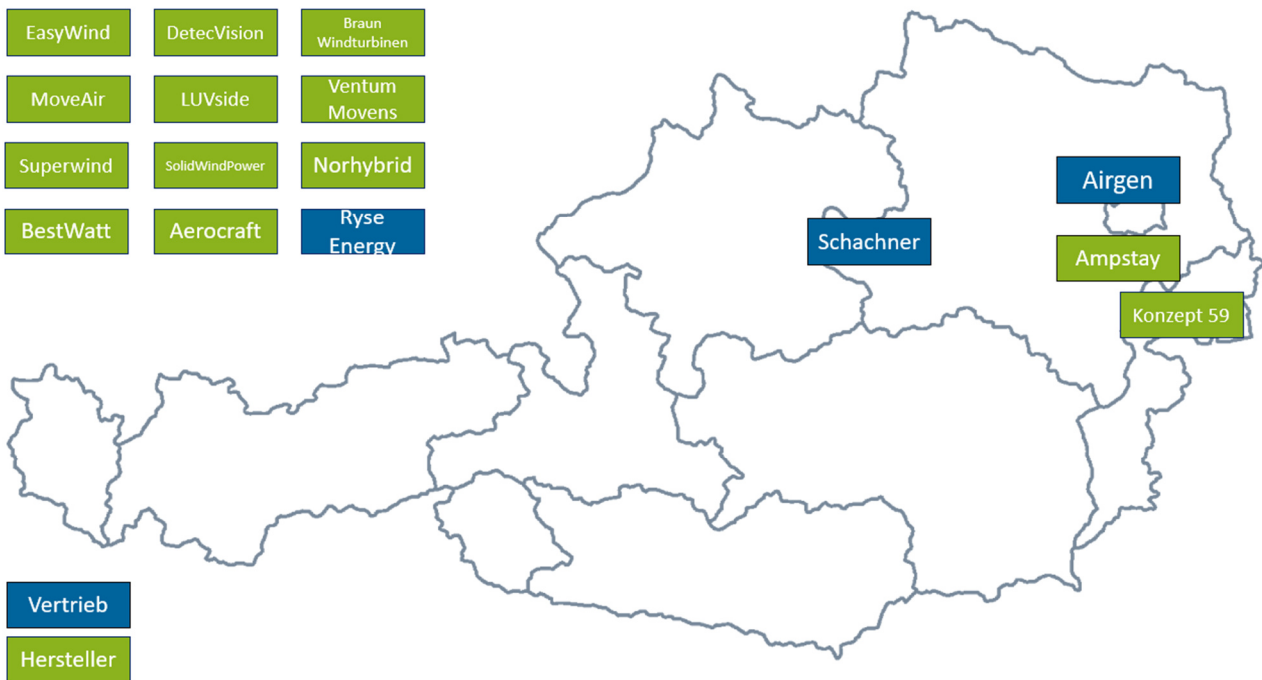 EasyWind
DetecVision
Braun
Windturbinen
MoveAir
LUVside
Ventum
Movens
Superwind
SolidWindPower
Norhybrid
BestWatt
Aerocraft
Ryse
Energy
Airgen
Schachner
Ampstay
Konzept 59
Vertrieb
Hersteller